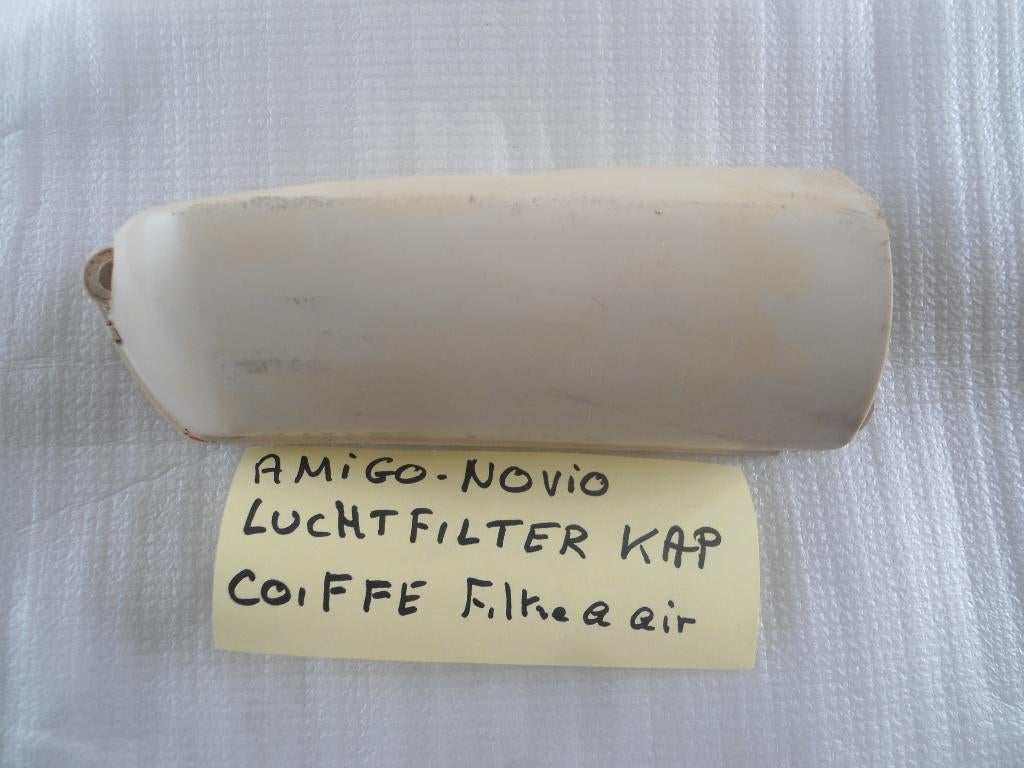 AMiGO-NOViO
LUCHTFILTER KAP
COiFFE Filtre a air